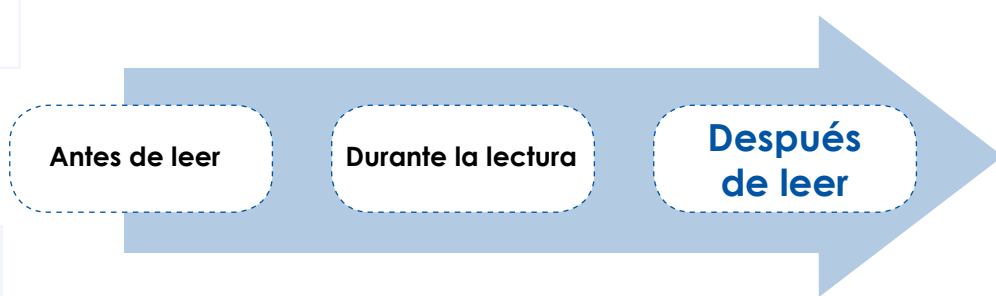 Antes de leer
Durante la lectura
Después
de leer